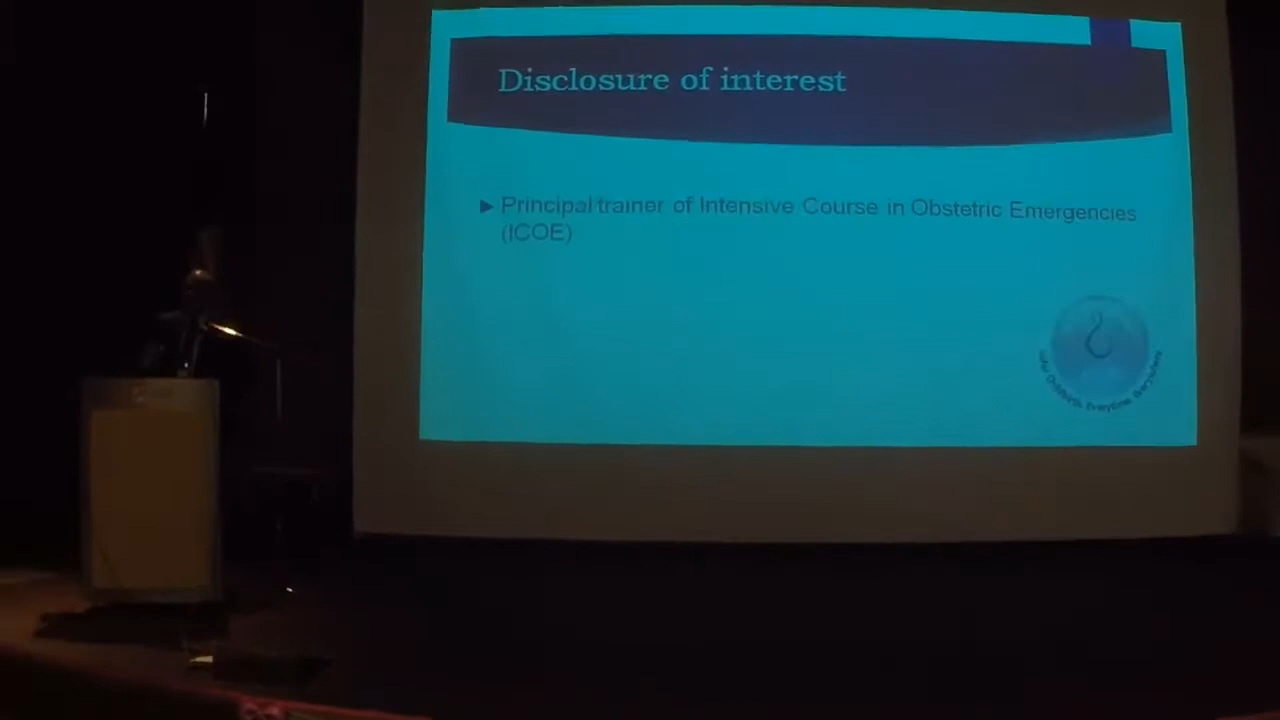 Disclosure of interest
Principal trainer of Intensive Course in Obstetric Emergencies
(ICOE)